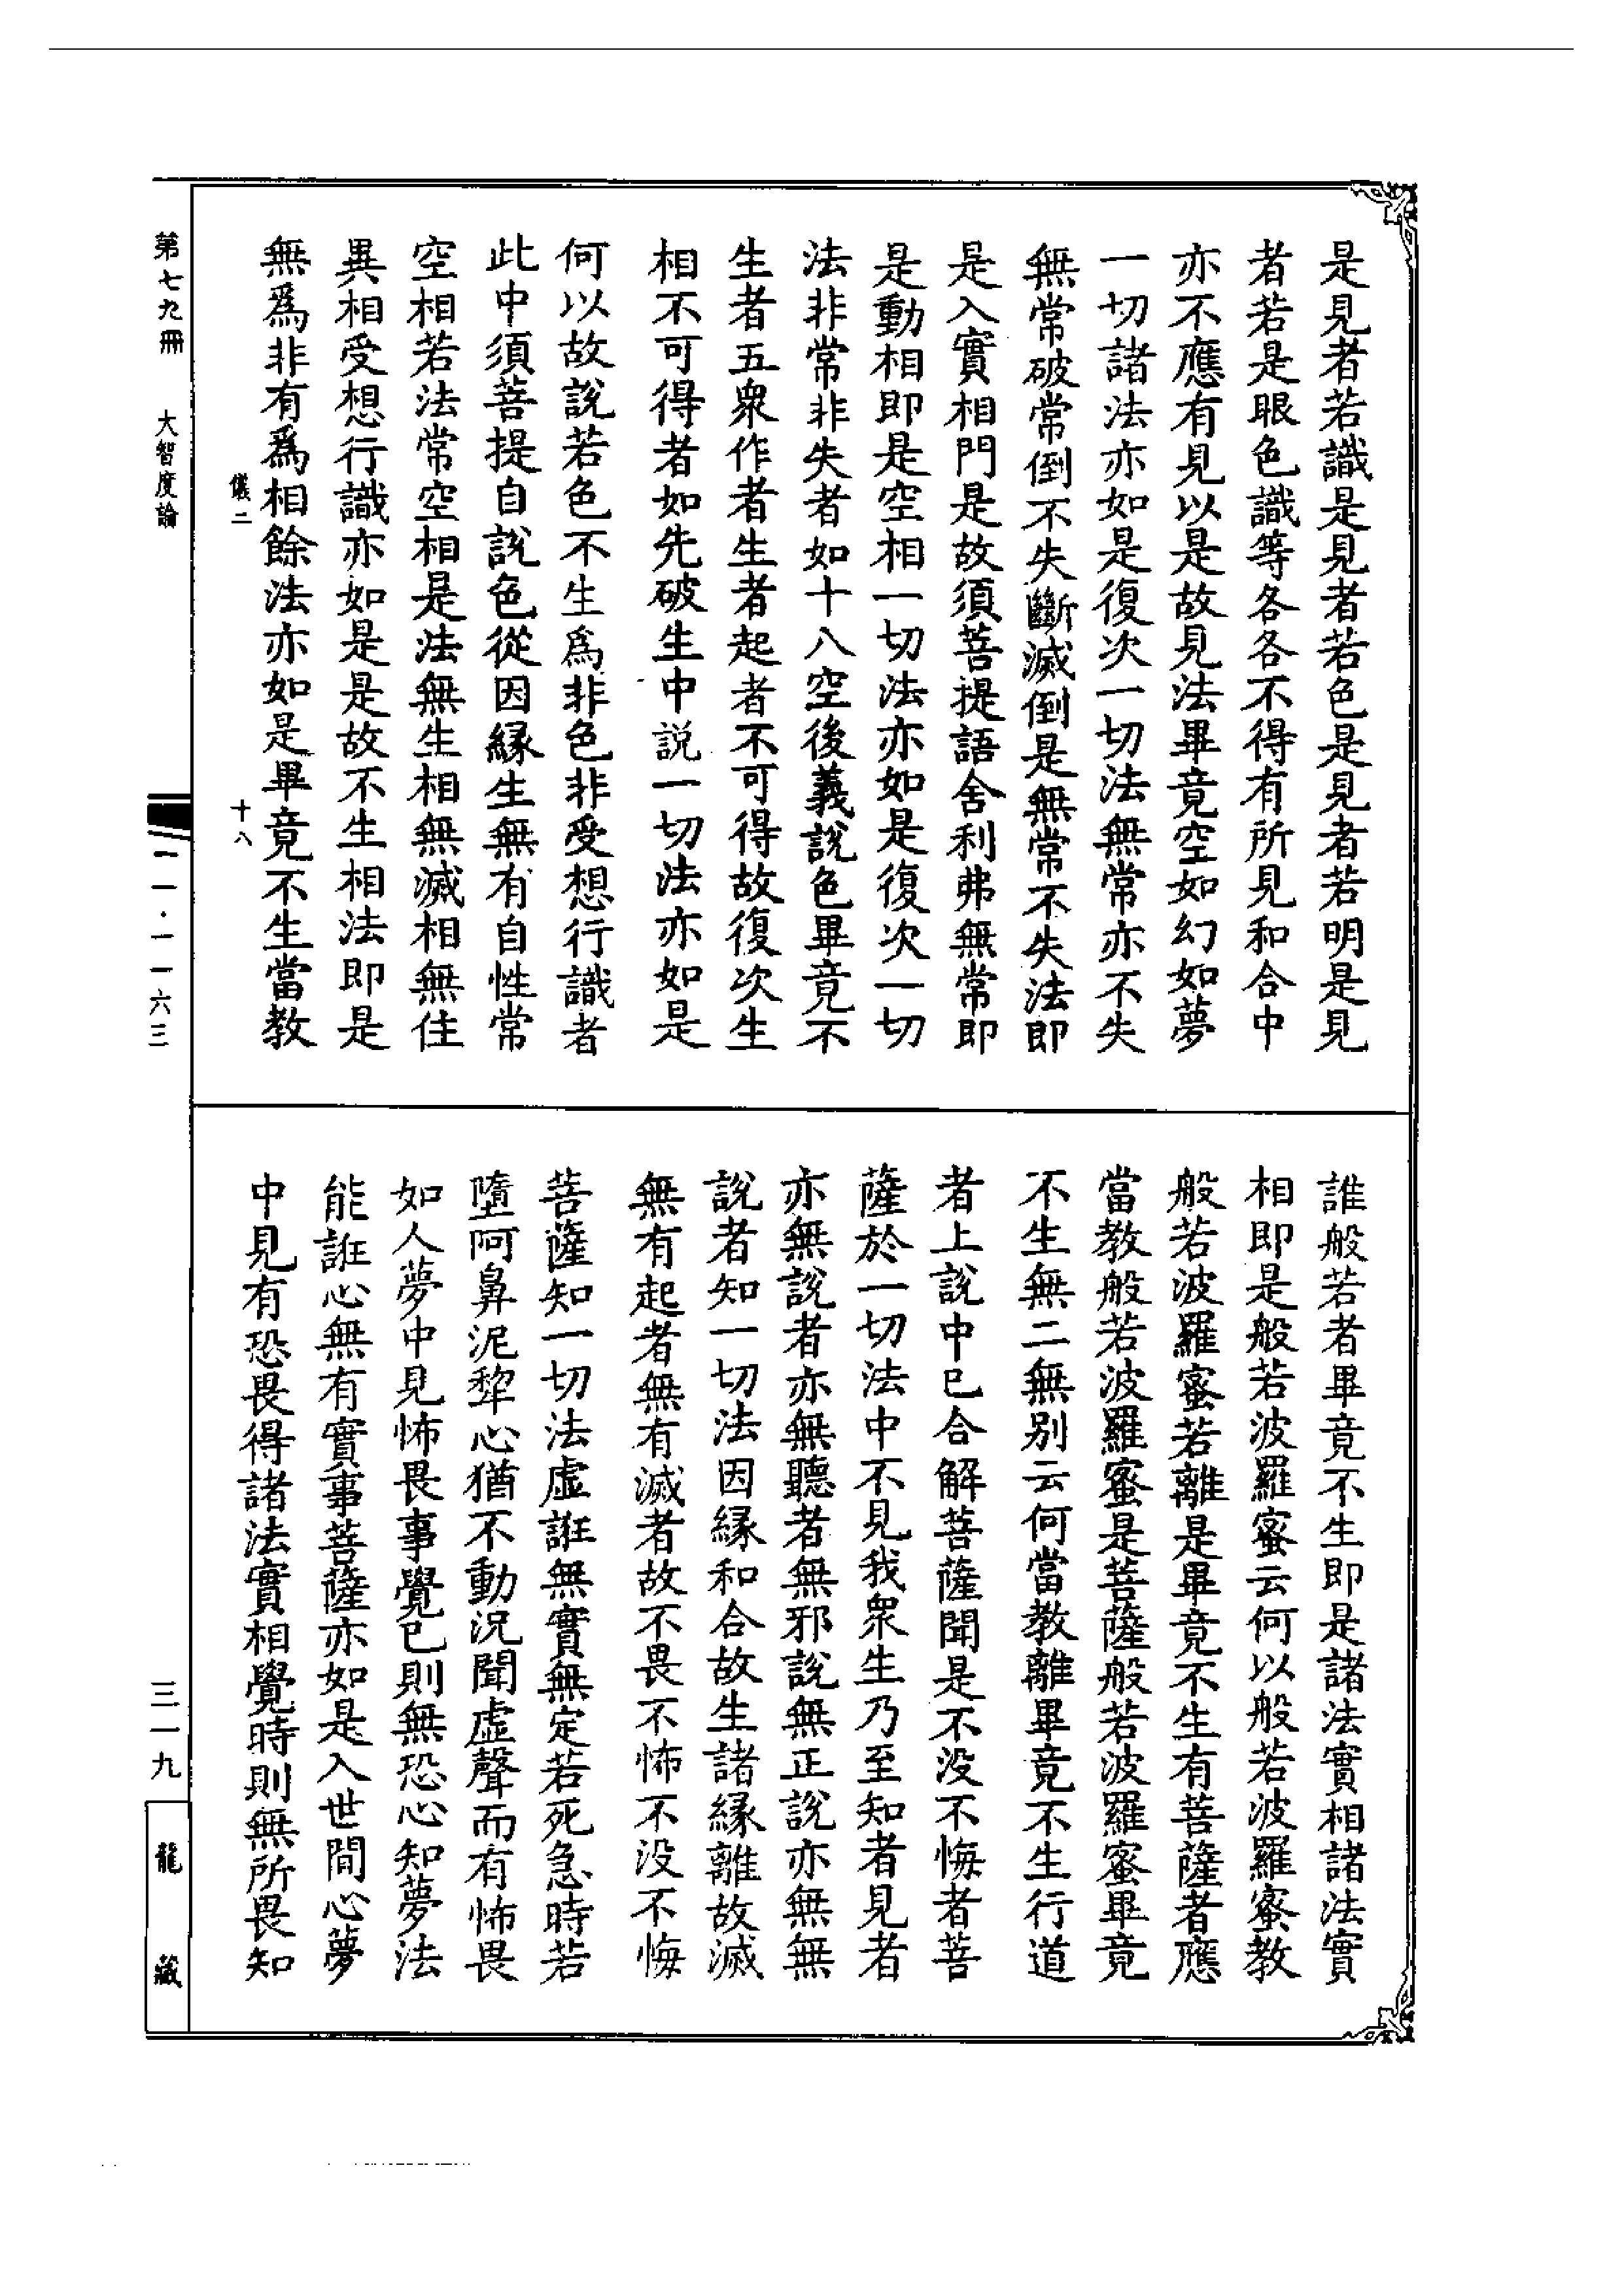 是見者若識是見者若色是見者若明是見
者若是眼色識等各各不得有所見和合中
亦不應有見以是故見法畢竟空如幻如夢
一切諸法亦如是復次一切法無常亦不失
無常破常倒不失斷滅倒是無常不失法即
是入實相門是故須菩提語舍利弗無常即
是動相即是空相一切法亦如是復次一切
法非常非失者如十八空後義說色畢竟不
生者五衆作者生者起者不可得故復次生
相不可得者如先破生中説一切法亦如是
何以故說若色不生爲非色非受想行識者
此中須菩提自說色從因緣生無有自性常
空相若法常空相是法無生相無滅相無住
異相受想行識亦如是是故不生相法即是
無爲非有爲相餘法亦如是畢竟不生當教
儀二
十八
誰般若者畢竟不生即是諸法實相諸法實
相即是般若波羅蜜云何以般若波羅蜜教
般若波羅蜜若離是畢竟不生有菩薩者應
當教般若波羅蜜是菩薩般若波羅蜜畢竟
不生無二無別云何當教離畢竟不生行道
者上說中已合解菩薩聞是不没不悔者菩
薩於一切法中不見我衆生乃至知者見者
亦無説者亦無聽者無邪説無正説亦無無
説者知一切法因緣和合故生諸緣離故滅
無有起者無有滅者故不畏不怖不没不悔
菩薩知一切法虛誑無實無定若死急時若
墮阿鼻泥犂心猶不動況聞虛聲而有怖畏
如人夢中見怖畏事覺已則無恐心知夢法
能誑心無有實事菩薩亦如是入世間心夢
中見有恐畏得諸法實相覺時則無所畏知
第七九冊
大智度論
一一·一一六三
三一九
龍藏